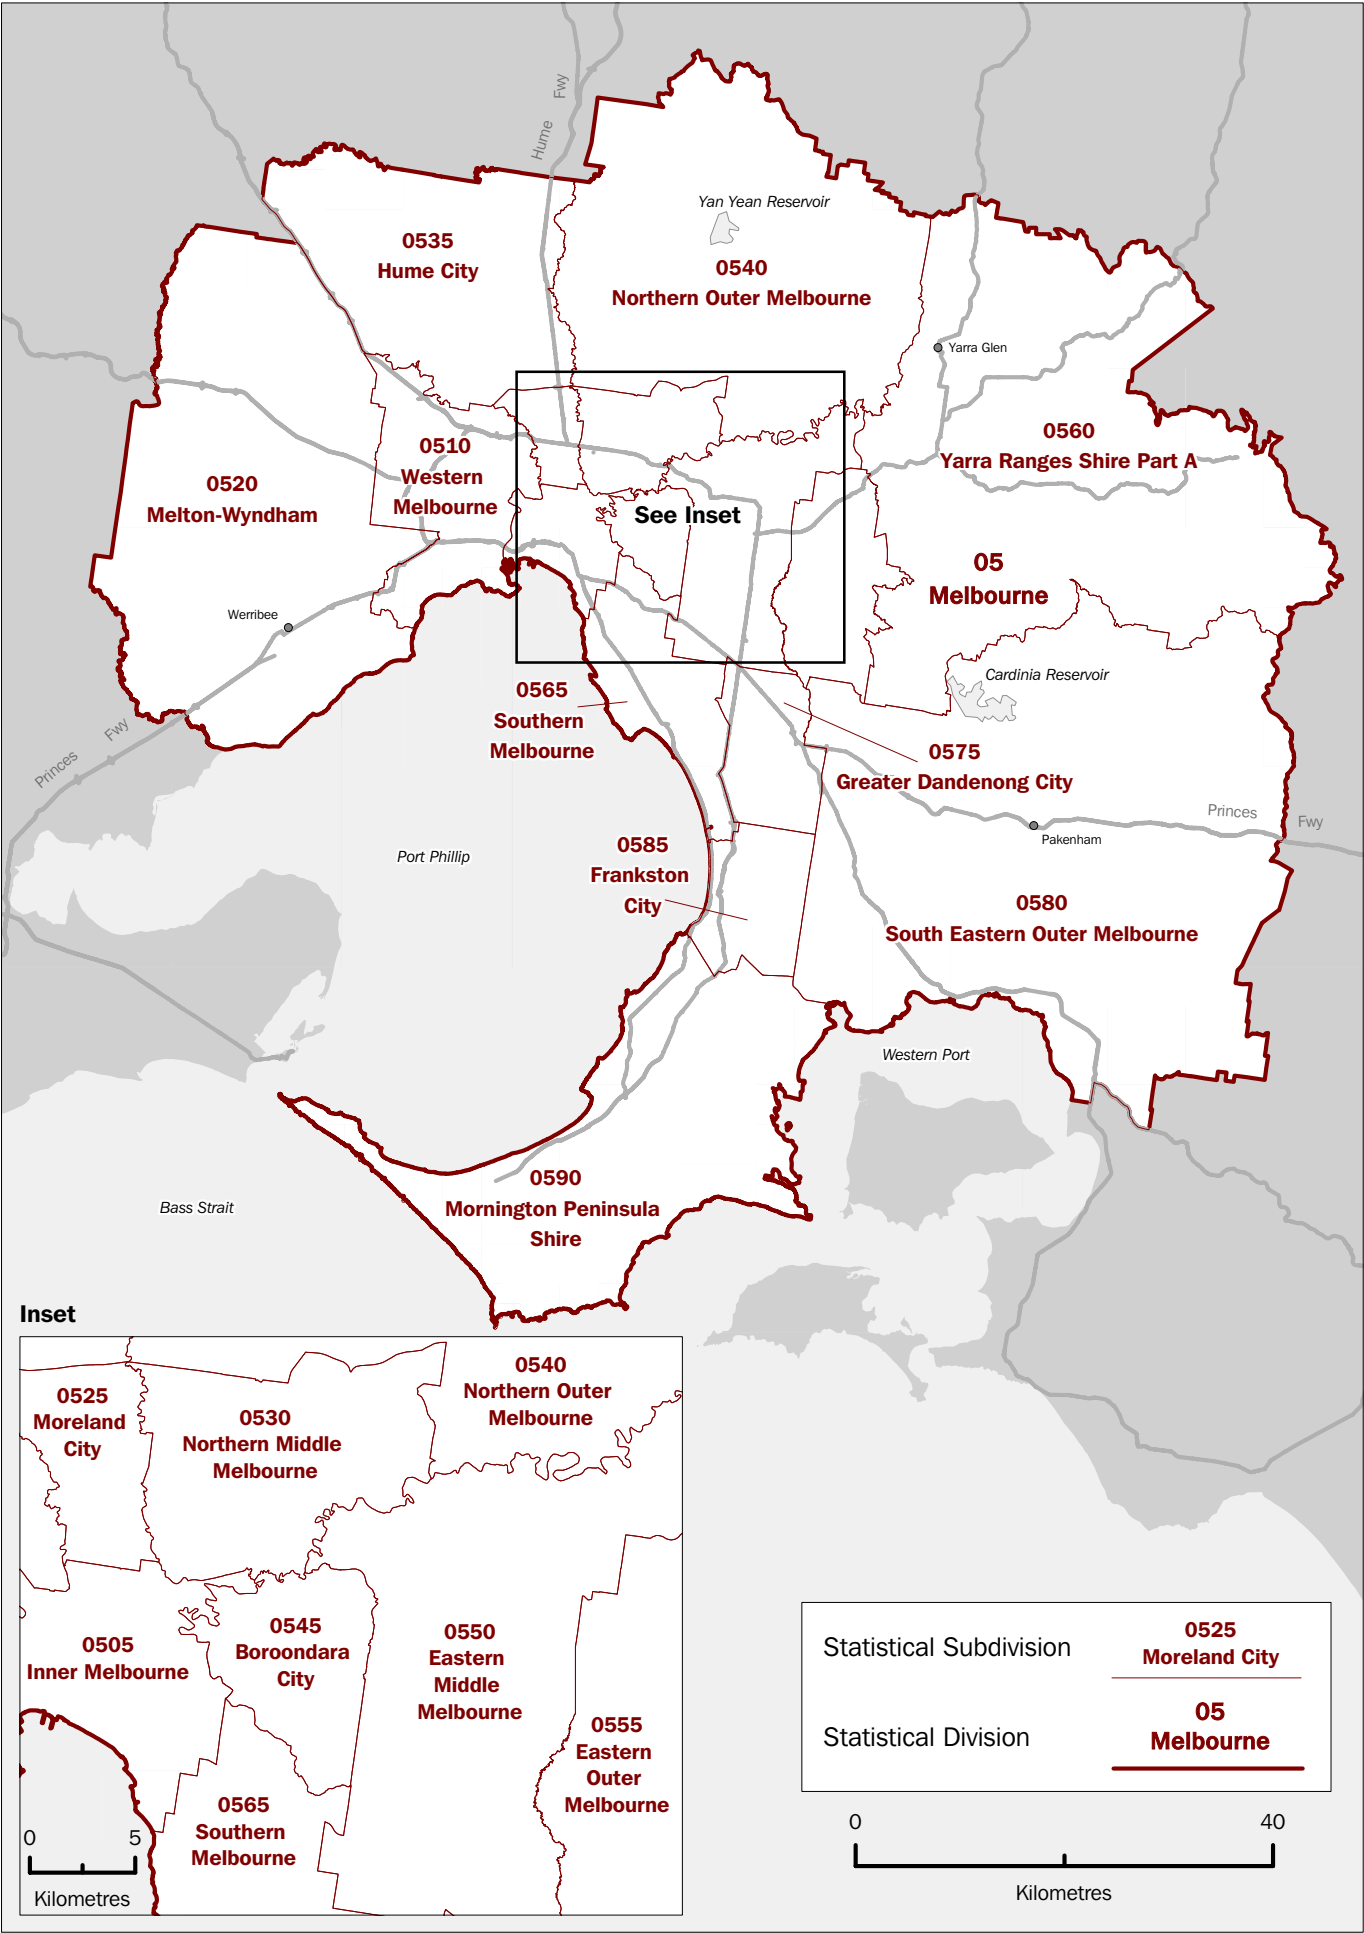 Hume Fwy
Yan Yean Reservoir
0535
Hume City
0540
Northern Outer Melbourne
Yarra Glen
0510
Western
Melbourne
0560
Yarra Ranges Shire Part A
0520
Melton-Wyndham
See Inset
05
Melbourne
Werribee
Cardinia Reservoir
0565
Southern
Melbourne
Princes Fwy
0575
Greater Dandenong City
Princes Fwy
Pakenham
0585
Frankston
City
Port Phillip
0580
South Eastern Outer Melbourne
Western Port
0590
Mornington Peninsula
Shire
Bass Strait
Inset
0540
Northern Outer
Melbourne
0525
Moreland
City
0530
Northern Middle
Melbourne
0505
Inner Melbourne
0545
Boroondara
City
0550
Eastern
Middle
Melbourne
0555
Eastern
Outer
Melbourne
0565
Southern
Melbourne
0 5
Kilometres
Statistical Subdivision
0525
Moreland City
Statistical Division
05
Melbourne
0 40
Kilometres